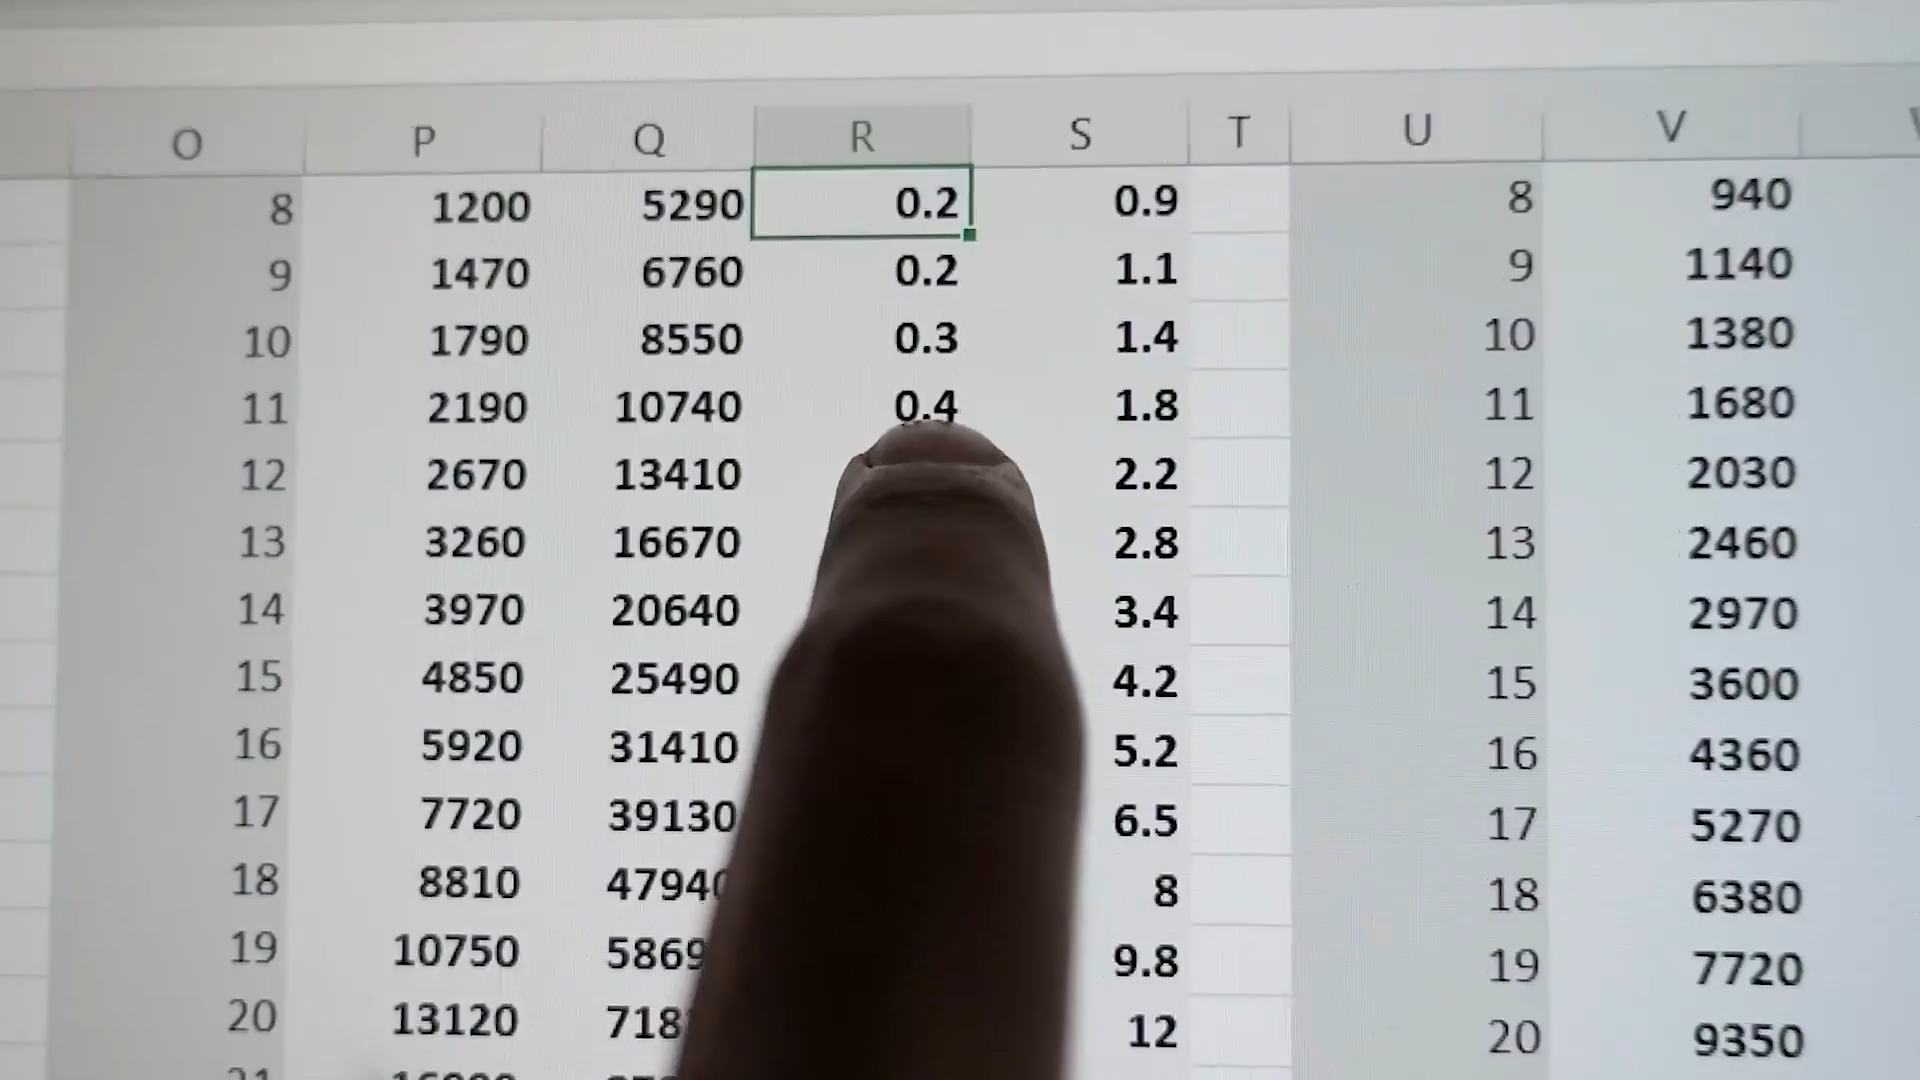 O P Q R S T U V
8 1200 5290 0.2 0.9 8 940
9 1470 6760 0.2 1.1 9 1140
10 1790 8550 0.3 1.4 10 1380
11 2190 10740 0.4 1.8 11 1680
12 2670 13410 2.2 12 2030
13 3260 16670 2.8 13 2460
14 3970 20640 3.4 14 2970
15 4850 25490 4.2 15 3600
16 5920 31410 5.2 16 4360
17 7720 39130 6.5 17 5270
18 8810 47940 8 18 6380
19 10750 5869 9.8 19 7720
20 13120 718 12 20 9350